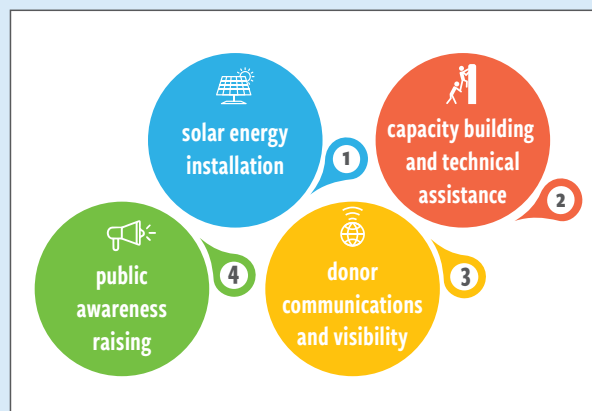 solar energy
installation
1
capacity building
and technical
assistance
2
donor
communications
and visibility
3
public
awareness
raising
4